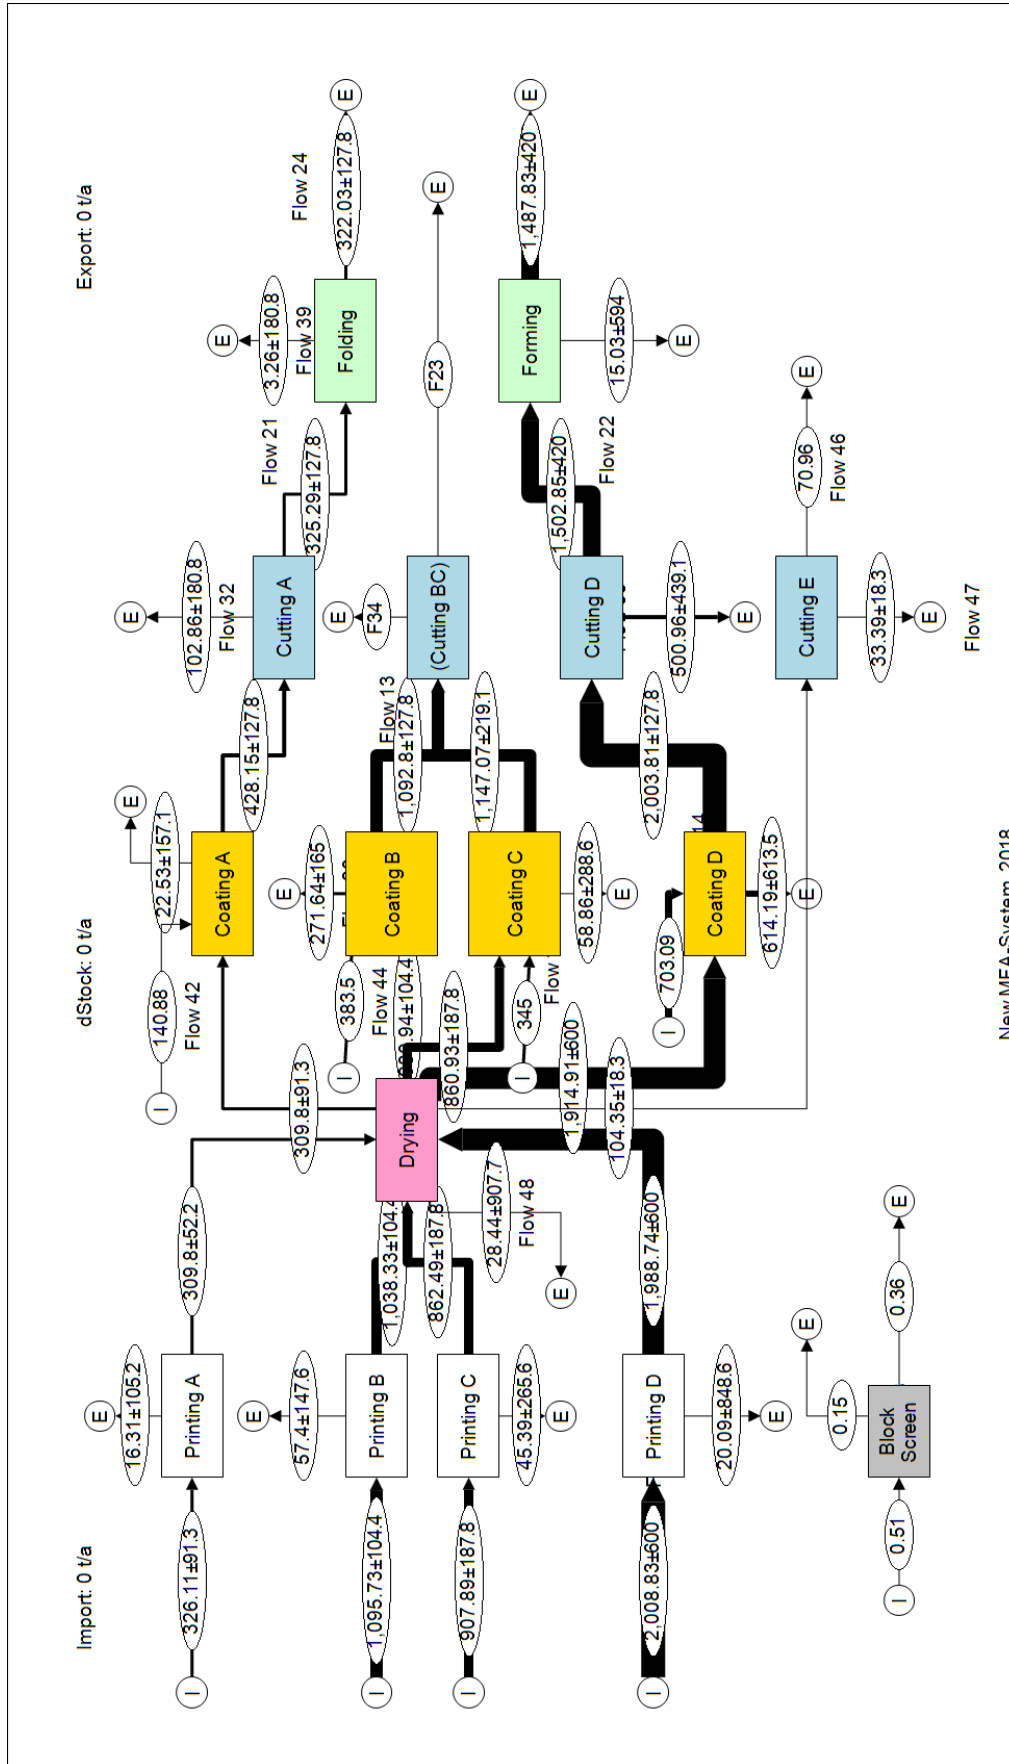 Import: 0 t/a
dStock: 0 t/a
Export: 0 t/a
I
326.11±91.3
Printing A
E
16.31±105.2
309.8±52.2
I
1,095.73±104.4
Printing B
E
57.4±147.6
1,038.33±104.4
I
907.89±187.8
Printing C
45.39±265.6
E
862.49±187.8
I
2,008.83±600
Printing D
20.09±848.6
E
1,988.74±600
I
0.51
Block
Screen
0.15
E
0.36
E
Drying
28.44±907.7
Flow 48
E
309.8±91.3
860.93±187.8
1,914.91±600
104.35±18.3
I
140.88
Flow 42
Coating A
22.53±157.1
E
428.15±127.8
I
383.5
Flow 44
Coating B
271.64±165
E
Flow 13
1,092.8±127.8
I
345
Flow
Coating C
58.86±288.6
E
1,147.07±219.1
I
703.09
Coating D
14
614.19±613.5
E
2,003.81±127.8
Cutting A
102.86±180.8
Flow 32
E
Flow 21
325.29±127.8
(Cutting BC)
F34
E
F23
E
Cutting D
500.96±439.1
E
1,502.85±420
Flow 22
Cutting E
33.39±18.3
E
Flow 47
70.96
Flow 46
E
Folding
3.26±180.8
Flow 39
E
322.03±127.8
Flow 24
E
Forming
15.03±594
E
1,487.83±420
E